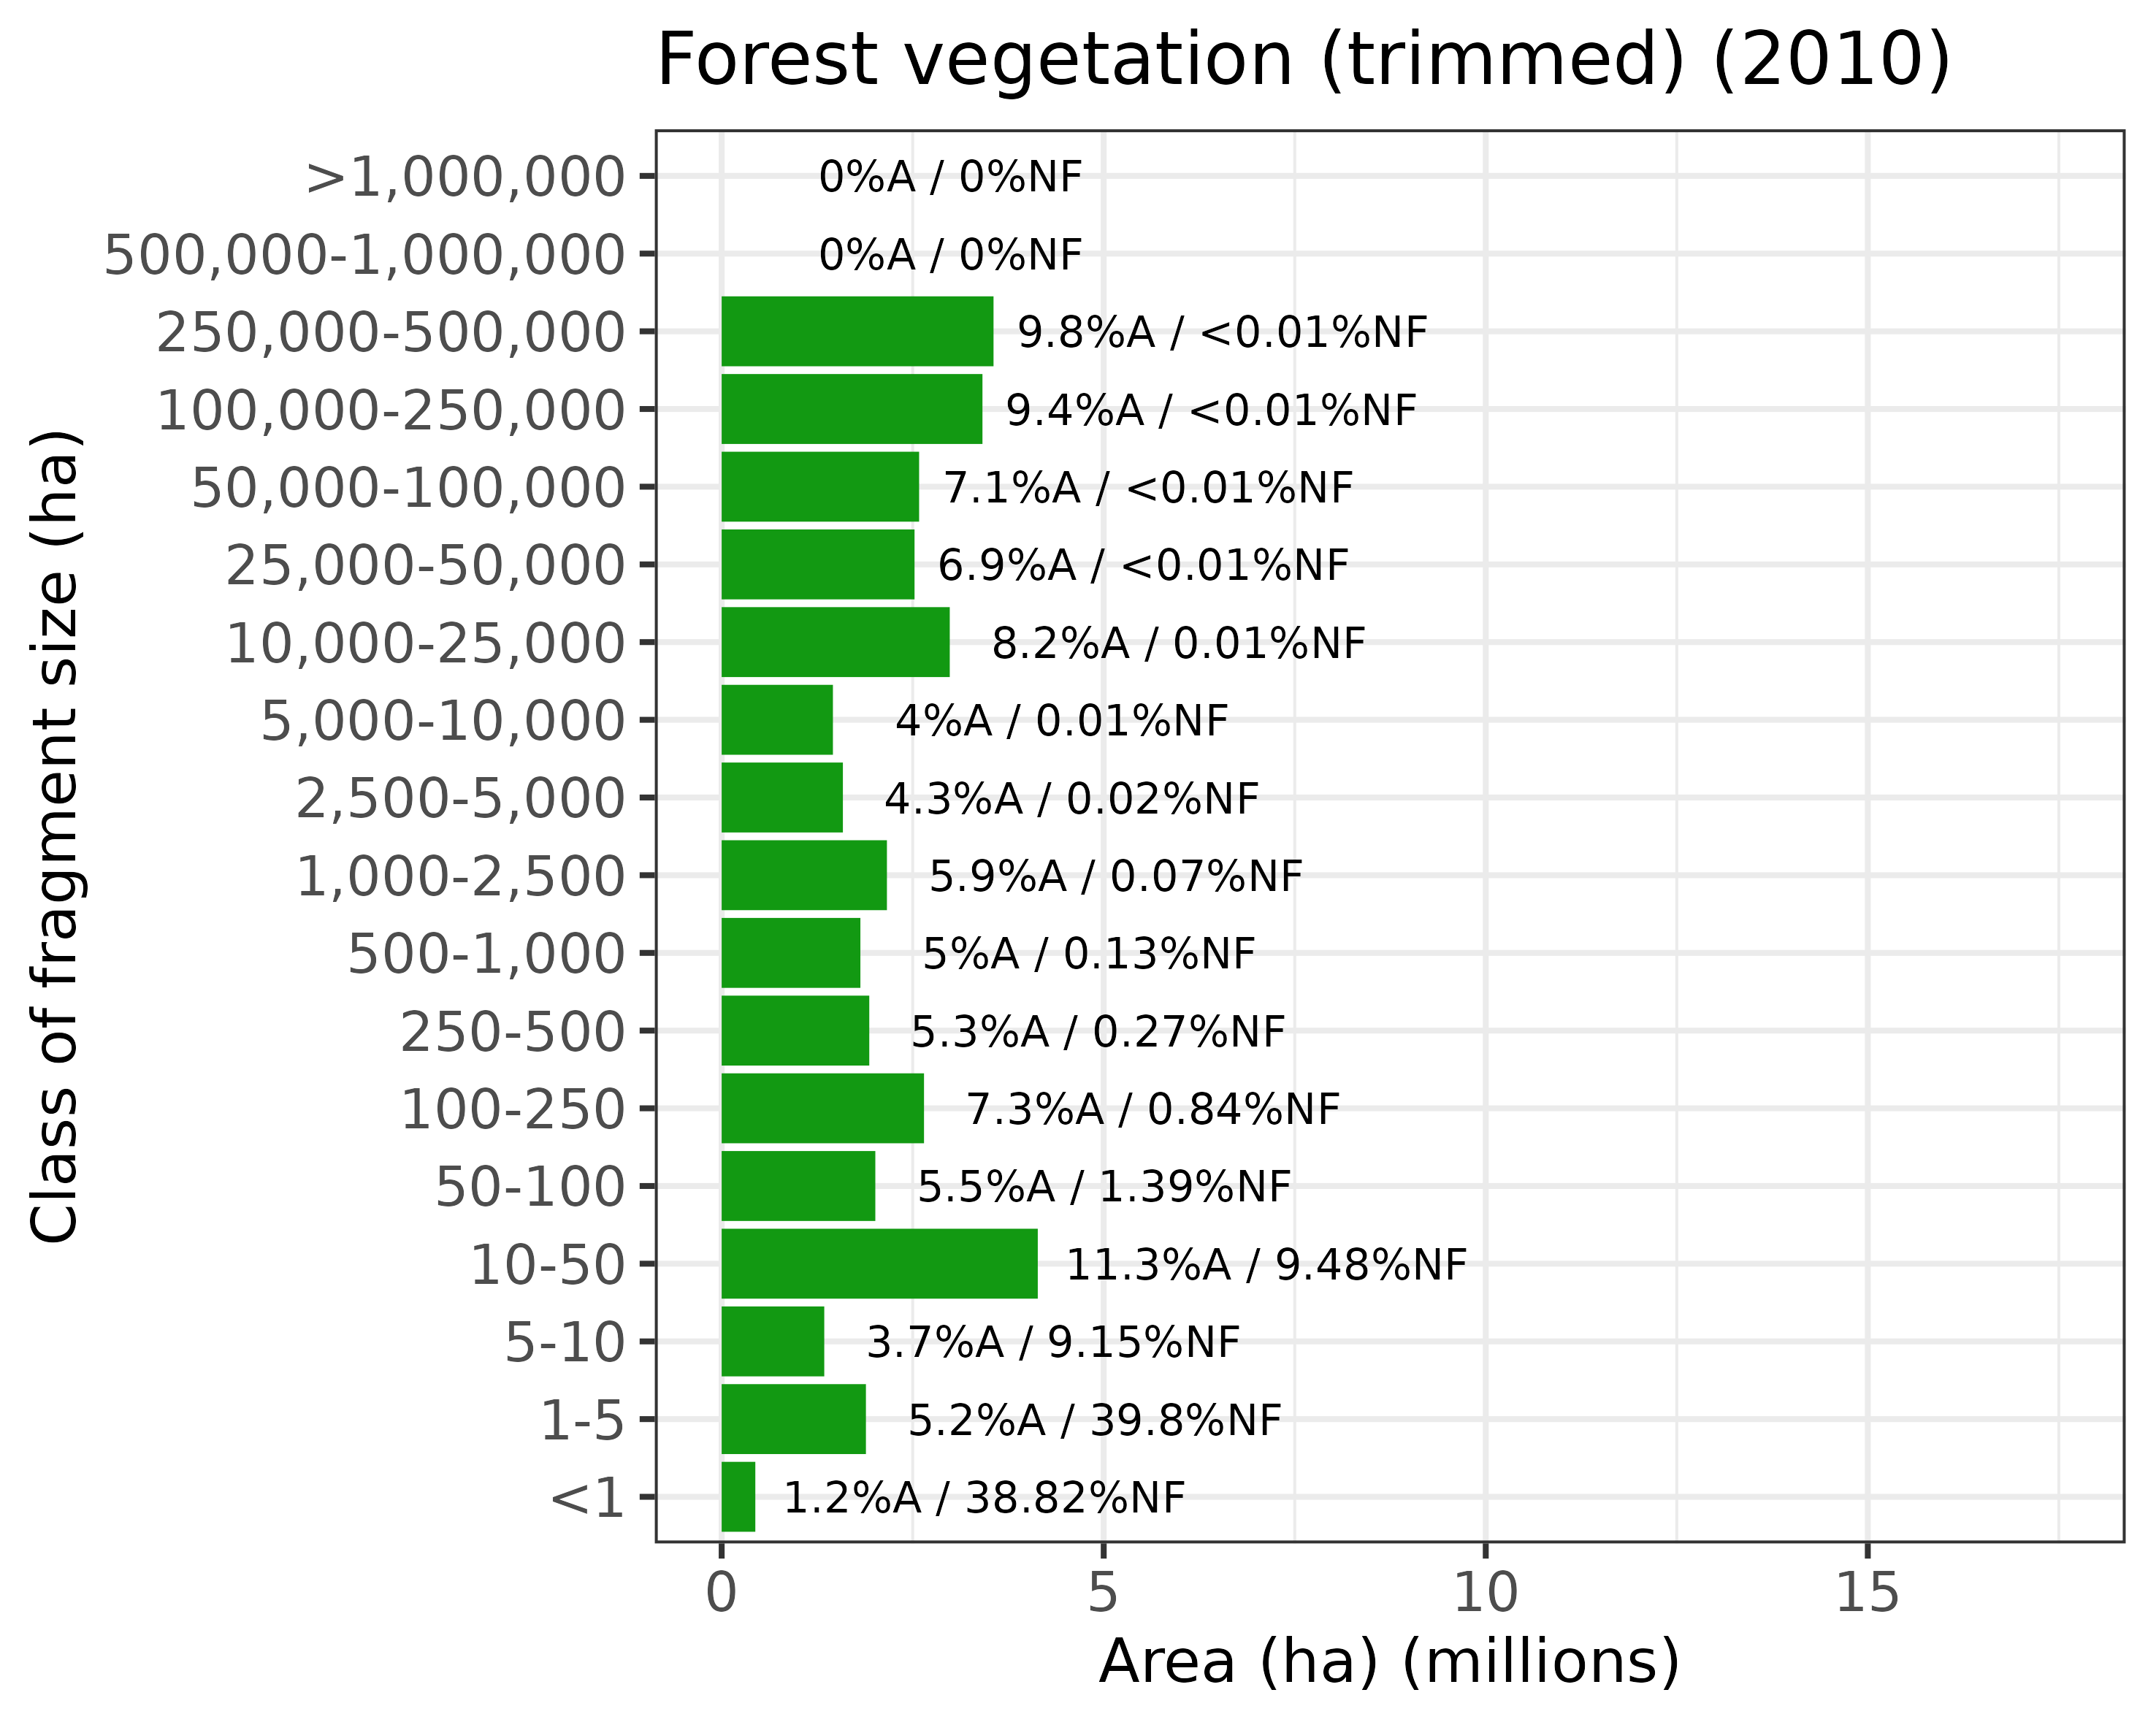 Forest vegetation (trimmed) (2010)
Class of fragment size (ha)
>1,000,000 0%A / 0%NF
500,000-1,000,000 0%A / 0%NF
250,000-500,000 9.8%A / <0.01%NF
100,000-250,000 9.4%A / <0.01%NF
50,000-100,000 7.1%A / <0.01%NF
25,000-50,000 6.9%A / <0.01%NF
10,000-25,000 8.2%A / 0.01%NF
5,000-10,000 4%A / 0.01%NF
2,500-5,000 4.3%A / 0.02%NF
1,000-2,500 5.9%A / 0.07%NF
500-1,000 5%A / 0.13%NF
250-500 5.3%A / 0.27%NF
100-250 7.3%A / 0.84%NF
50-100 5.5%A / 1.39%NF
10-50 11.3%A / 9.48%NF
5-10 3.7%A / 9.15%NF
1-5 5.2%A / 39.8%NF
<1 1.2%A / 38.82%NF
0 5 10 15
Area (ha) (millions)